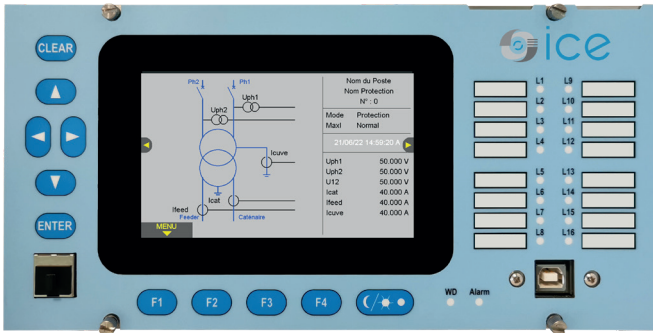 CLEAR
ENTER
ice
Ph2
Ph1
Uph1
Uph2
Icuve
Icat
Ifeed
Feeder
Caténaire
MENU
Nom du Poste
Nom Protection
N° : 0
Mode Protection
MaxI Normal
21/06/22 14:59:20 A
Uph1 50.000 V
Uph2 50.000 V
U12 50.000 V
Icat 40.000 A
Ifeed 40.000 A
Icuve 40.000 A
L1 L9
L2 L10
L3 L11
L4 L12
L5 L13
L6 L14
L7 L15
L8 L16
F1 F2 F3 F4
WD Alarm